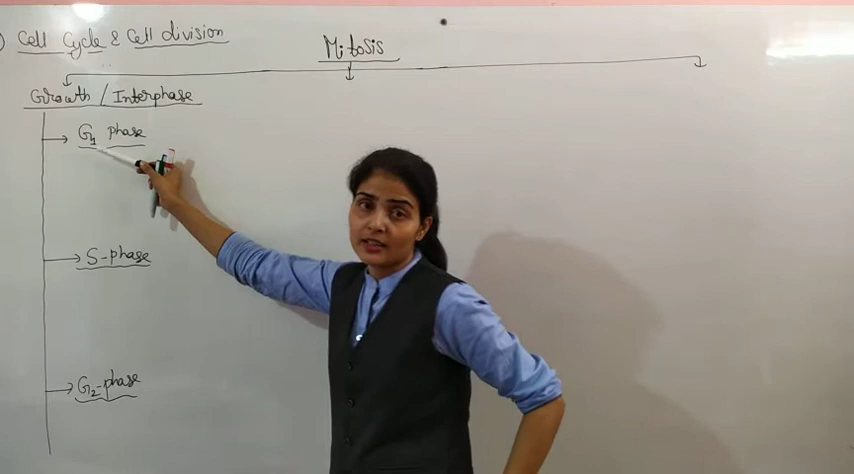 ) Cell Cycle & Cell division
Mitosis
Growth / Interphase
G1 phase
S-phase
G2-phase